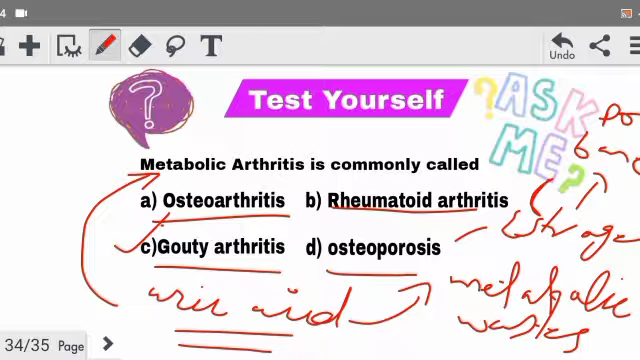 4
T
Undo
?
Test Yourself
?ASK
ME?
Metabolic Arthritis is commonly called
a) Osteoarthritis b) Rheumatoid arthritis
c)Gouty arthritis d) osteoporosis
uric acid
metabolic
wastes
34/35 Page